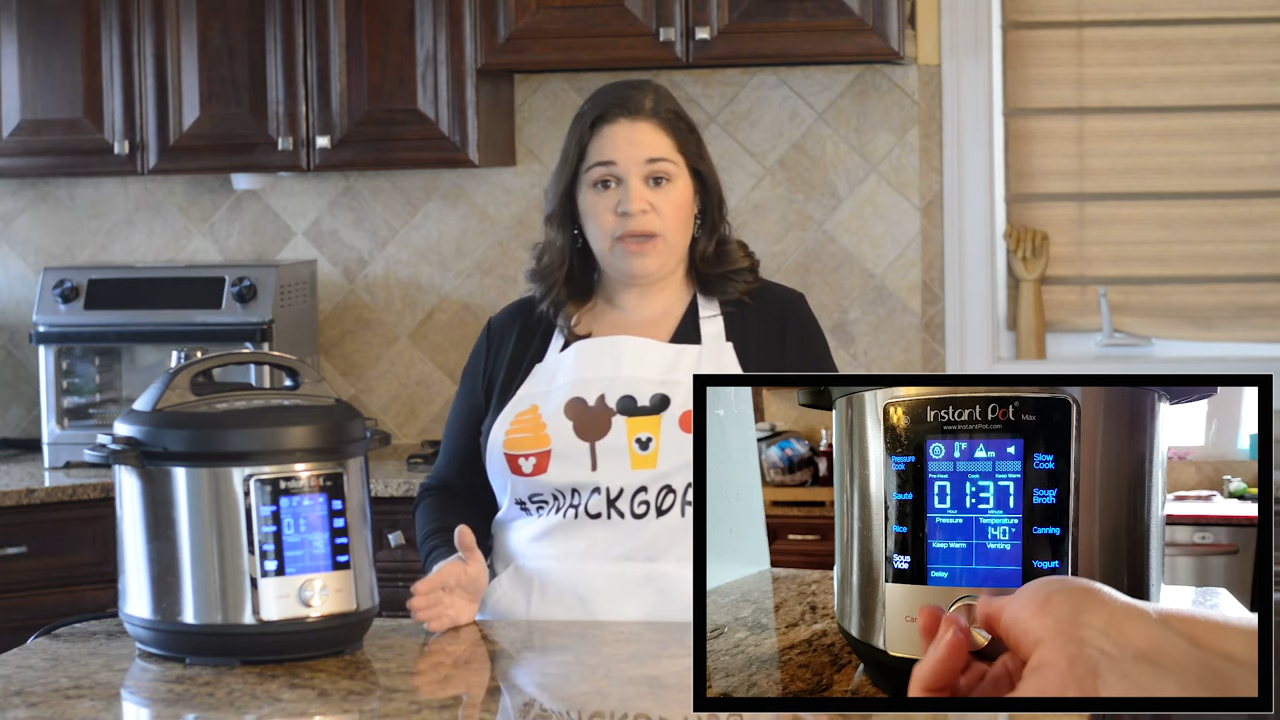 #SNACKGOA
Instant Pot® Max
www.InstantPot.com
Pressure Cook
Sauté
Rice
Sous Vide
°F
m
Pre-Heat Cook Keep Warm
01:37
Hour Minute
Pressure Temperature
140 °F
Keep Warm Venting
Delay
Slow Cook
Soup/ Broth
Canning
Yogurt
Can